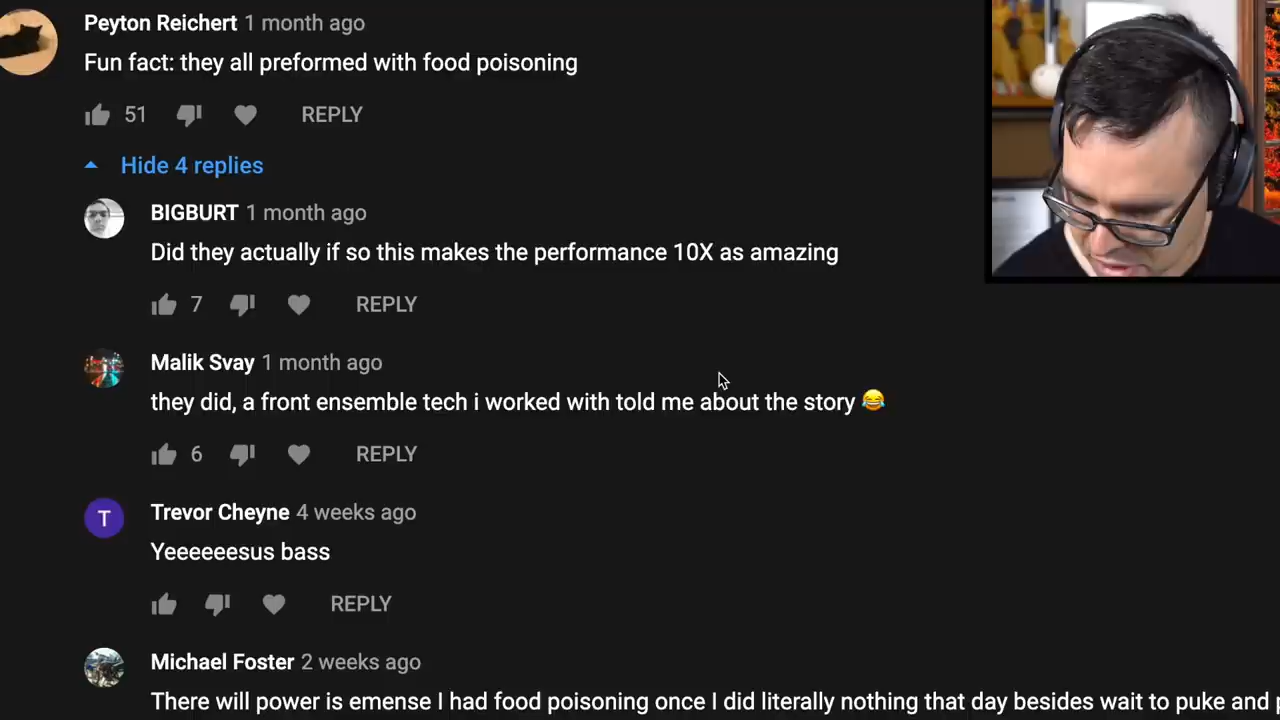 Peyton Reichert 1 month ago
Fun fact: they all preformed with food poisoning
51 REPLY
Hide 4 replies
BIGBURT 1 month ago
Did they actually if so this makes the performance 10X as amazing
7 REPLY
Malik Svay 1 month ago
they did, a front ensemble tech i worked with told me about the story 😂
6 REPLY
T
Trevor Cheyne 4 weeks ago
Yeeeeeesus bass
REPLY
Michael Foster 2 weeks ago
There will power is emense I had food poisoning once I did literally nothing that day besides wait to puke and